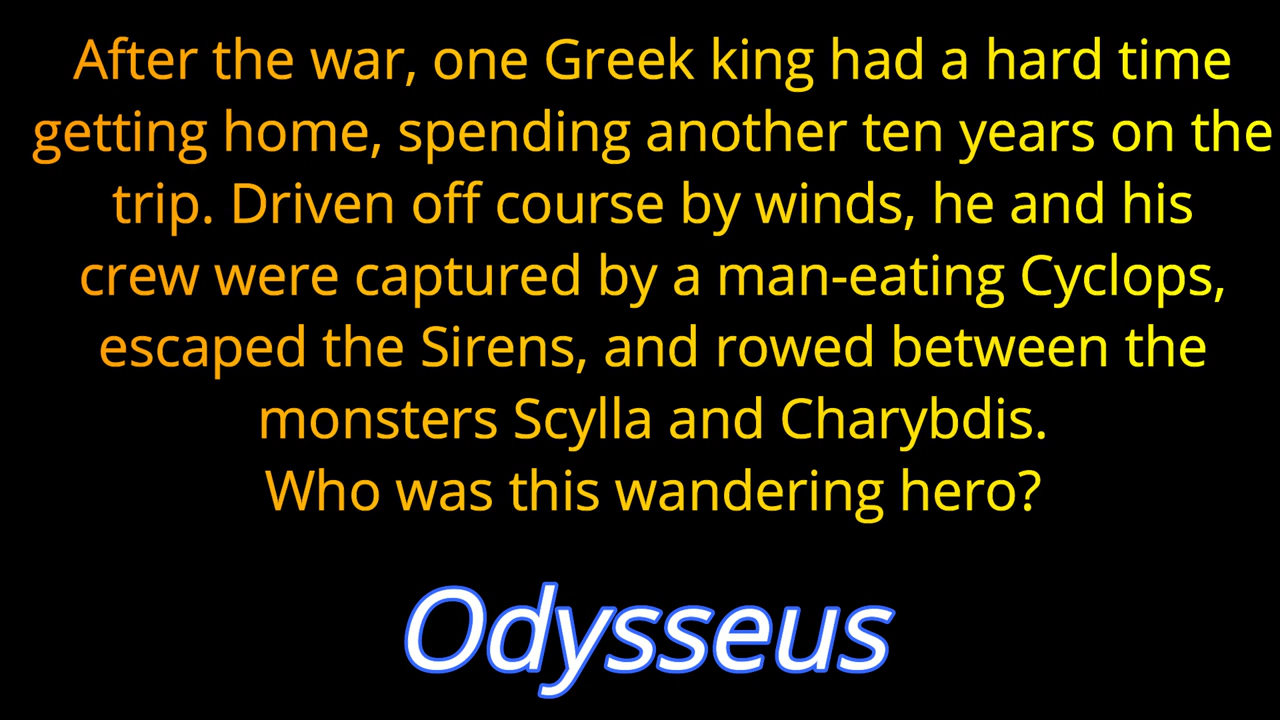 After the war, one Greek king had a hard time
getting home, spending another ten years on the
trip. Driven off course by winds, he and his
crew were captured by a man-eating Cyclops,
escaped the Sirens, and rowed between the
monsters Scylla and Charybdis.
Who was this wandering hero?
Odysseus